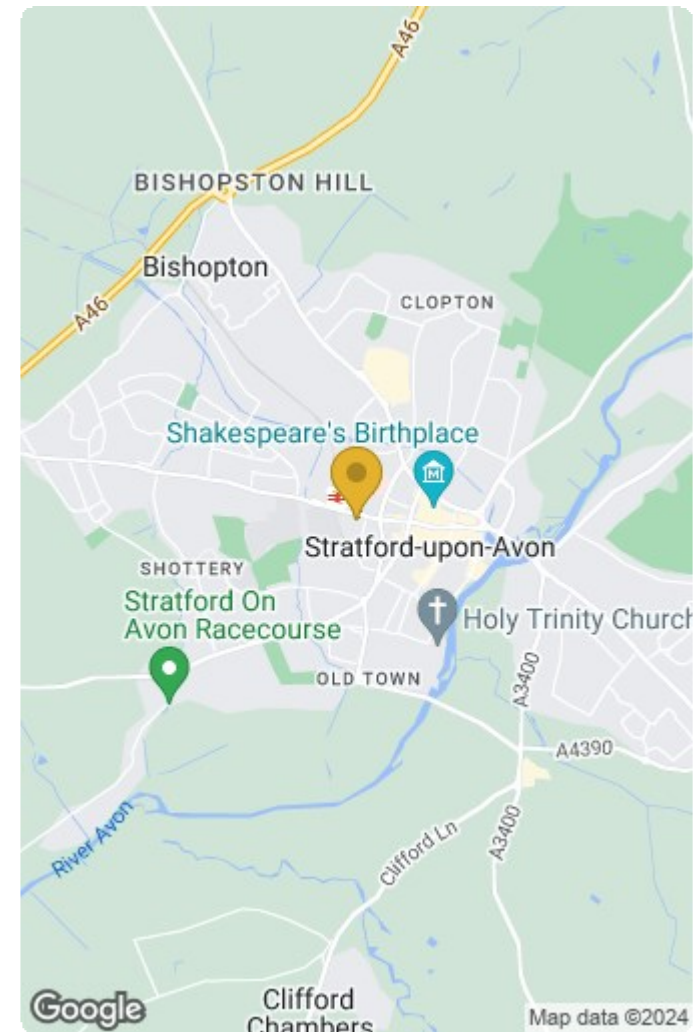 A46
BISHOPSTON HILL
Bishopton
A46
CLOPTON
Shakespeare's Birthplace
M
Stratford-upon-Avon
SHOTTERY
Stratford On
Avon Racecourse
Holy Trinity Church
OLD TOWN
A3400
A4390
River Avon
Clifford Ln
A3400
Clifford
Chambers
Google
Map data ©2024